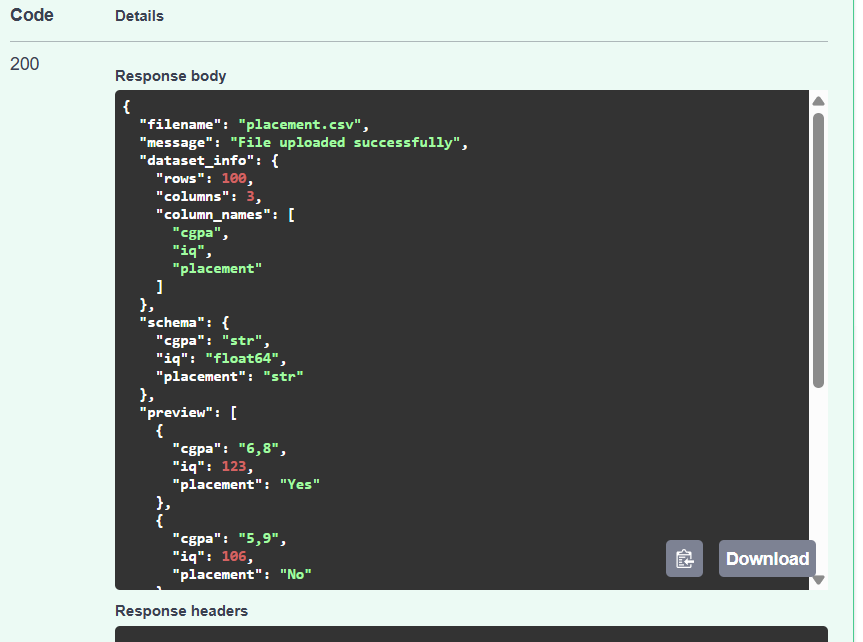 Code Details
200
Response body
{
  "filename": "placement.csv",
  "message": "File uploaded successfully",
  "dataset_info": {
    "rows": 100,
    "columns": 3,
    "column_names": [
      "cgpa",
      "iq",
      "placement"
    ]
  },
  "schema": {
    "cgpa": "str",
    "iq": "float64",
    "placement": "str"
  },
  "preview": [
    {
      "cgpa": "6,8",
      "iq": 123,
      "placement": "Yes"
    },
    {
      "cgpa": "5,9",
      "iq": 106,
      "placement": "No"
Download
Response headers